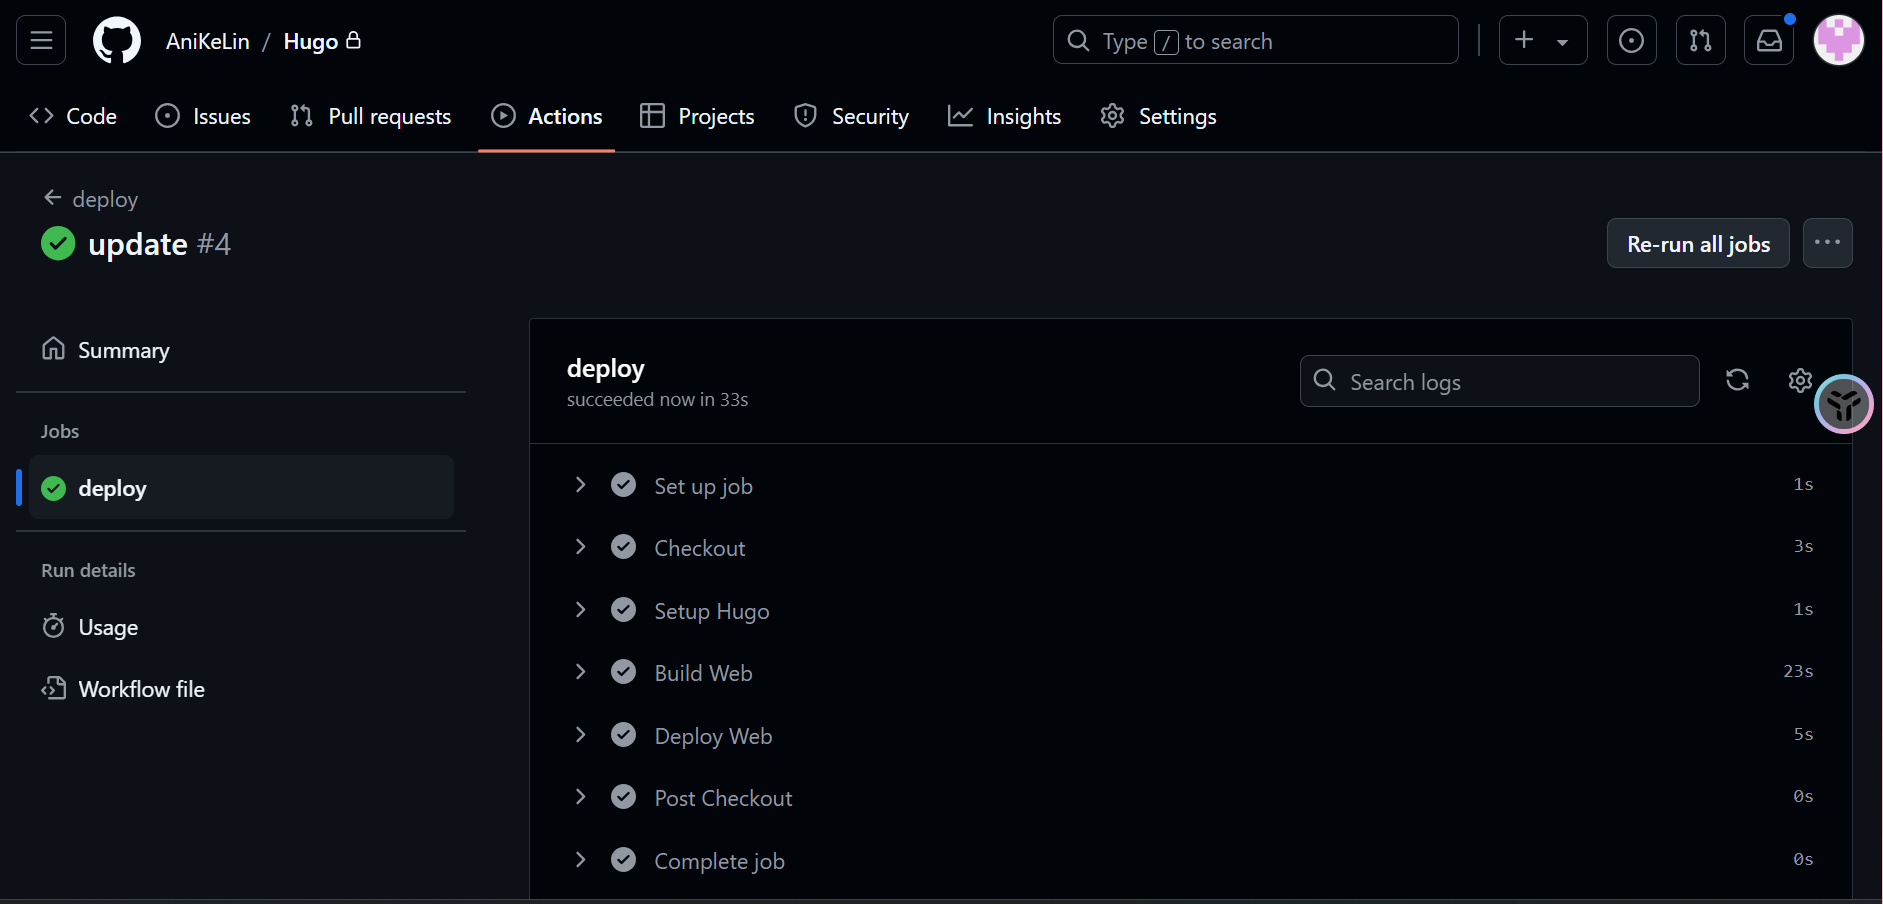 AniKeLin / Hugo
Type / to search
Code Issues Pull requests Actions Projects Security Insights Settings
deploy
update #4
Re-run all jobs
Summary
Jobs
deploy
Run details
Usage
Workflow file
deploy
succeeded now in 33s
Search logs
Set up job 1s
Checkout 3s
Setup Hugo 1s
Build Web 23s
Deploy Web 5s
Post Checkout 0s
Complete job 0s